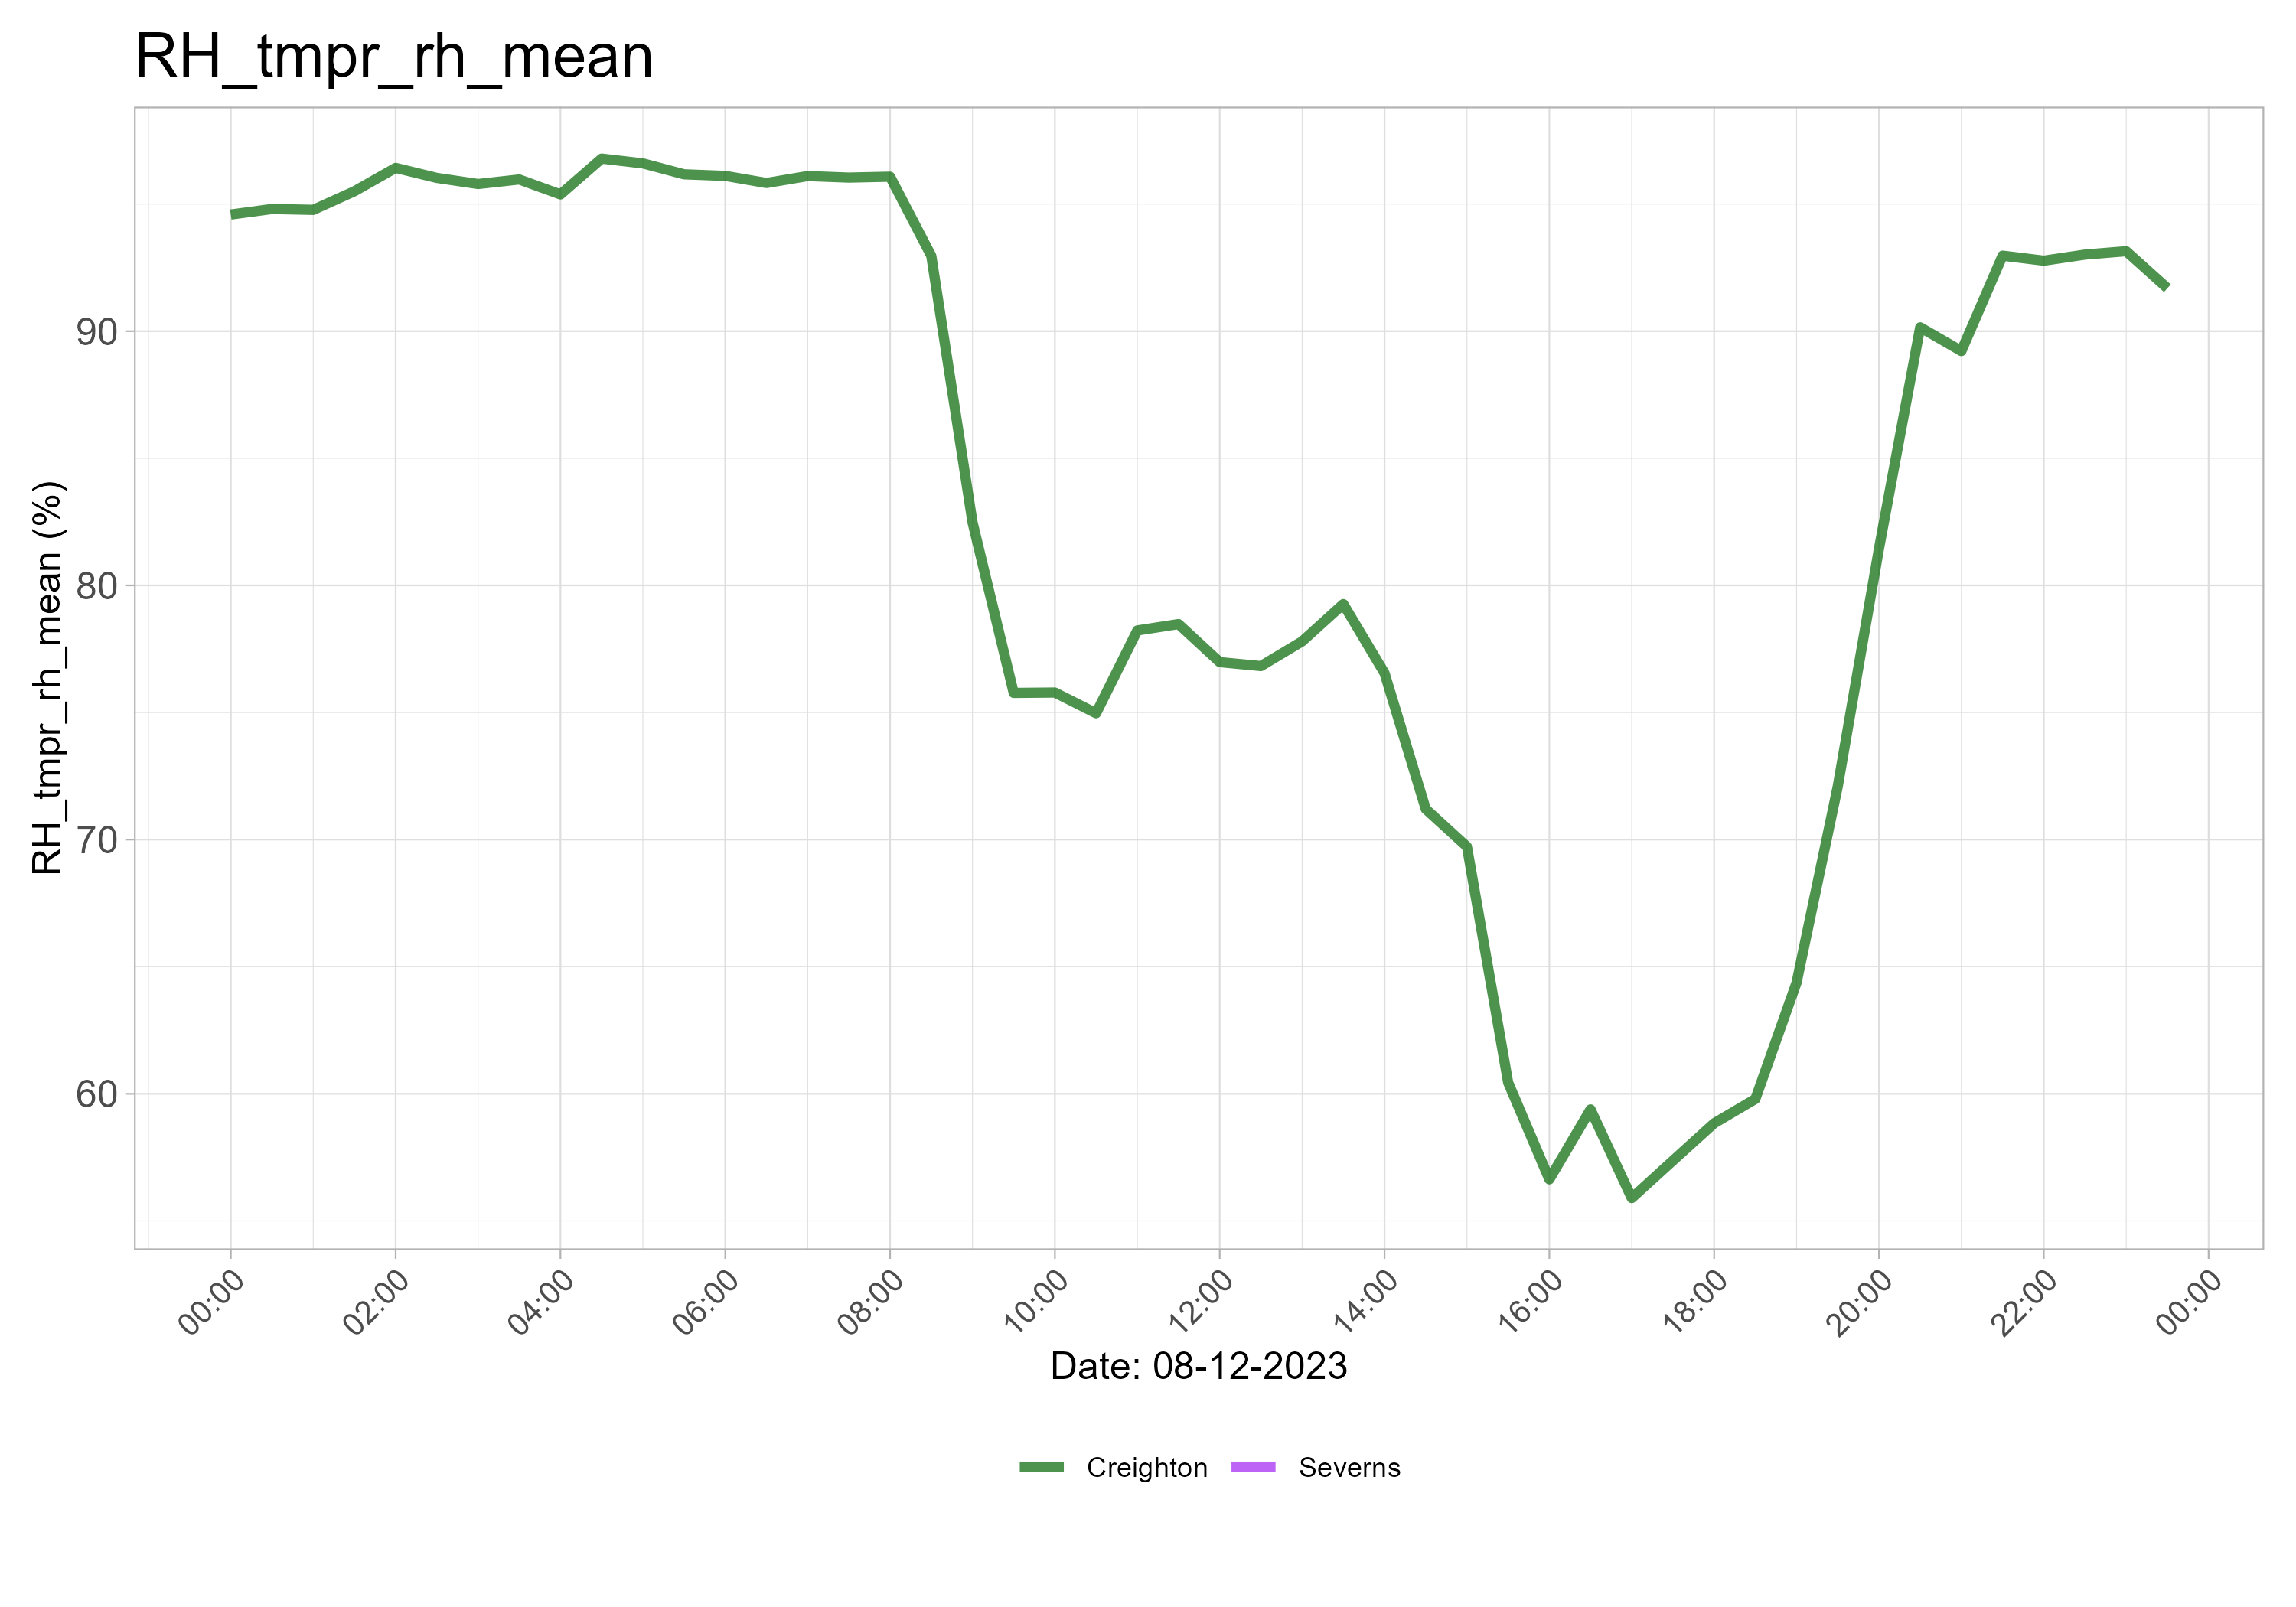 RH_tmpr_rh_mean
RH_tmpr_rh_mean (%)
90
80
70
60
00:00 02:00 04:00 06:00 08:00 10:00 12:00 14:00 16:00 18:00 20:00 22:00 00:00
Date: 08-12-2023
Creighton Severns